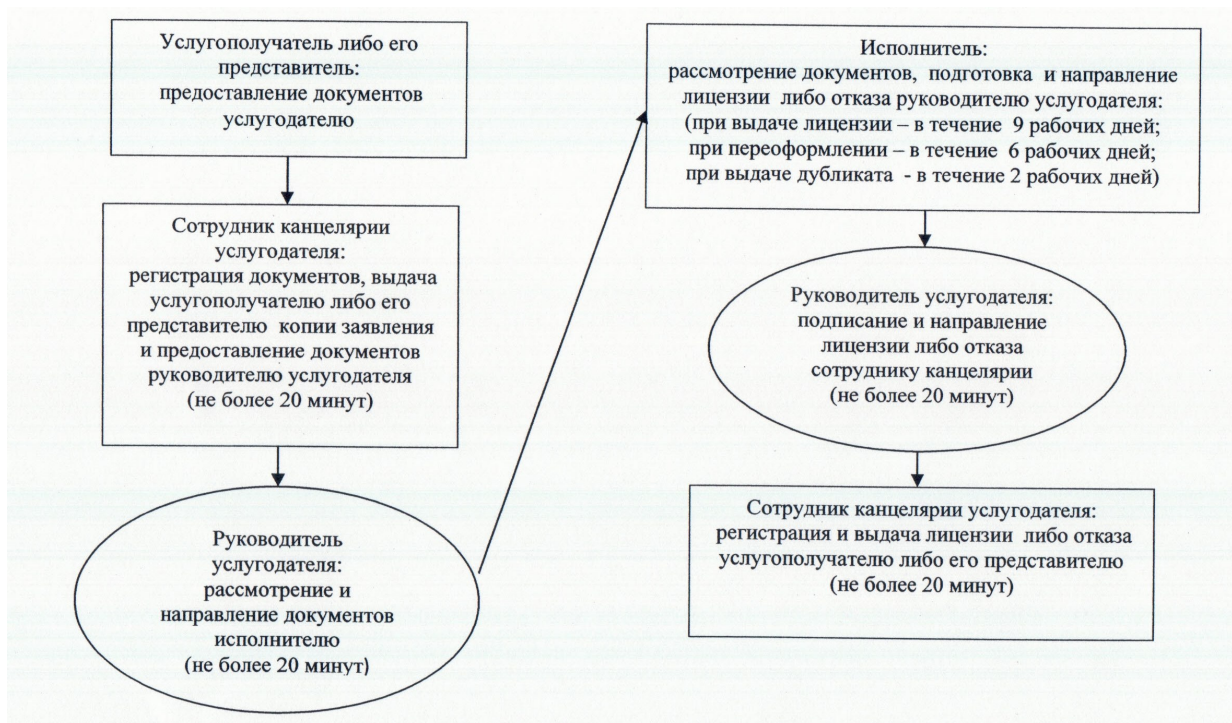 Услугополучатель либо его
представитель:
предоставление документов
услугодателю
Сотрудник канцелярии
услугодателя:
регистрация документов, выдача
услугополучателю либо его
представителю копии заявления
и предоставление документов
руководителю услугодателя
(не более 20 минут)
Руководитель
услугодателя:
рассмотрение и
направление документов
исполнителю
(не более 20 минут)
Исполнитель:
рассмотрение документов, подготовка и направление
лицензии либо отказа руководителю услугодателя:
(при выдаче лицензии – в течение 9 рабочих дней;
при переоформлении – в течение 6 рабочих дней;
при выдаче дубликата - в течение 2 рабочих дней)
Руководитель услугодателя:
подписание и направление
лицензии либо отказа
сотруднику канцелярии
(не более 20 минут)
Сотрудник канцелярии услугодателя:
регистрация и выдача лицензии либо отказа
услугополучателю либо его представителю
(не более 20 минут)